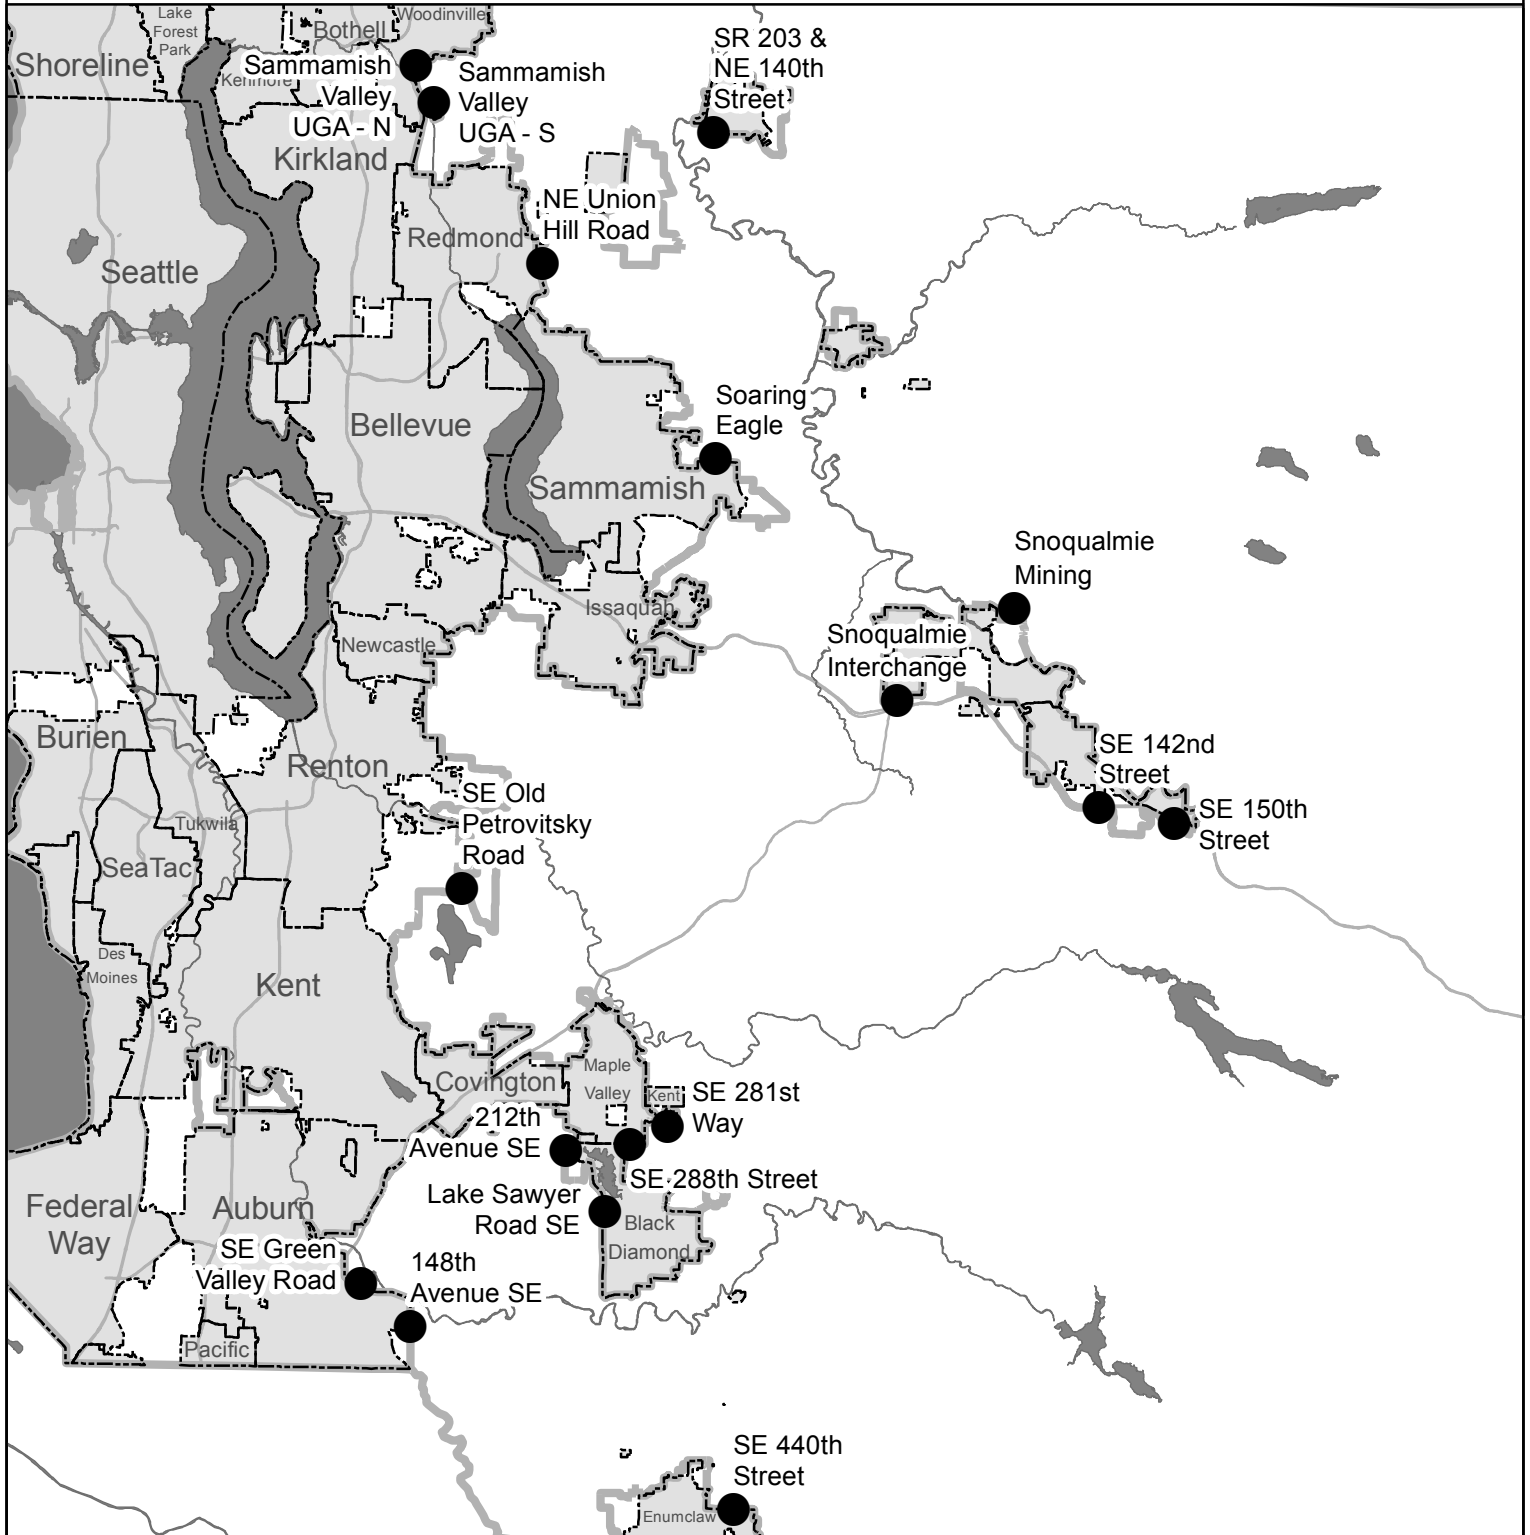 Lake
Forest
Park
Woodinville
Bothell
Shoreline
Kenmore
Sammamish
Valley
UGA - N
Sammamish
Valley
UGA - S
SR 203 &
NE 140th
Street
Kirkland
NE Union
Hill Road
Redmond
Seattle
Soaring
Eagle
Bellevue
Sammamish
Snoqualmie
Mining
Issaquah
Snoqualmie
Interchange
Newcastle
Burien
Renton
SE 142nd
Street
SE Old
Petrovitsky
Road
SE 150th
Street
Tukwila
SeaTac
Des
Moines
Kent
Maple
Valley
Covington
Kent
SE 281st
Way
212th
Avenue SE
SE 288th Street
Lake Sawyer
Road SE
Black
Diamond
Federal
Way
Auburn
SE Green
Valley Road
148th
Avenue SE
Pacific
SE 440th
Street
Enumclaw